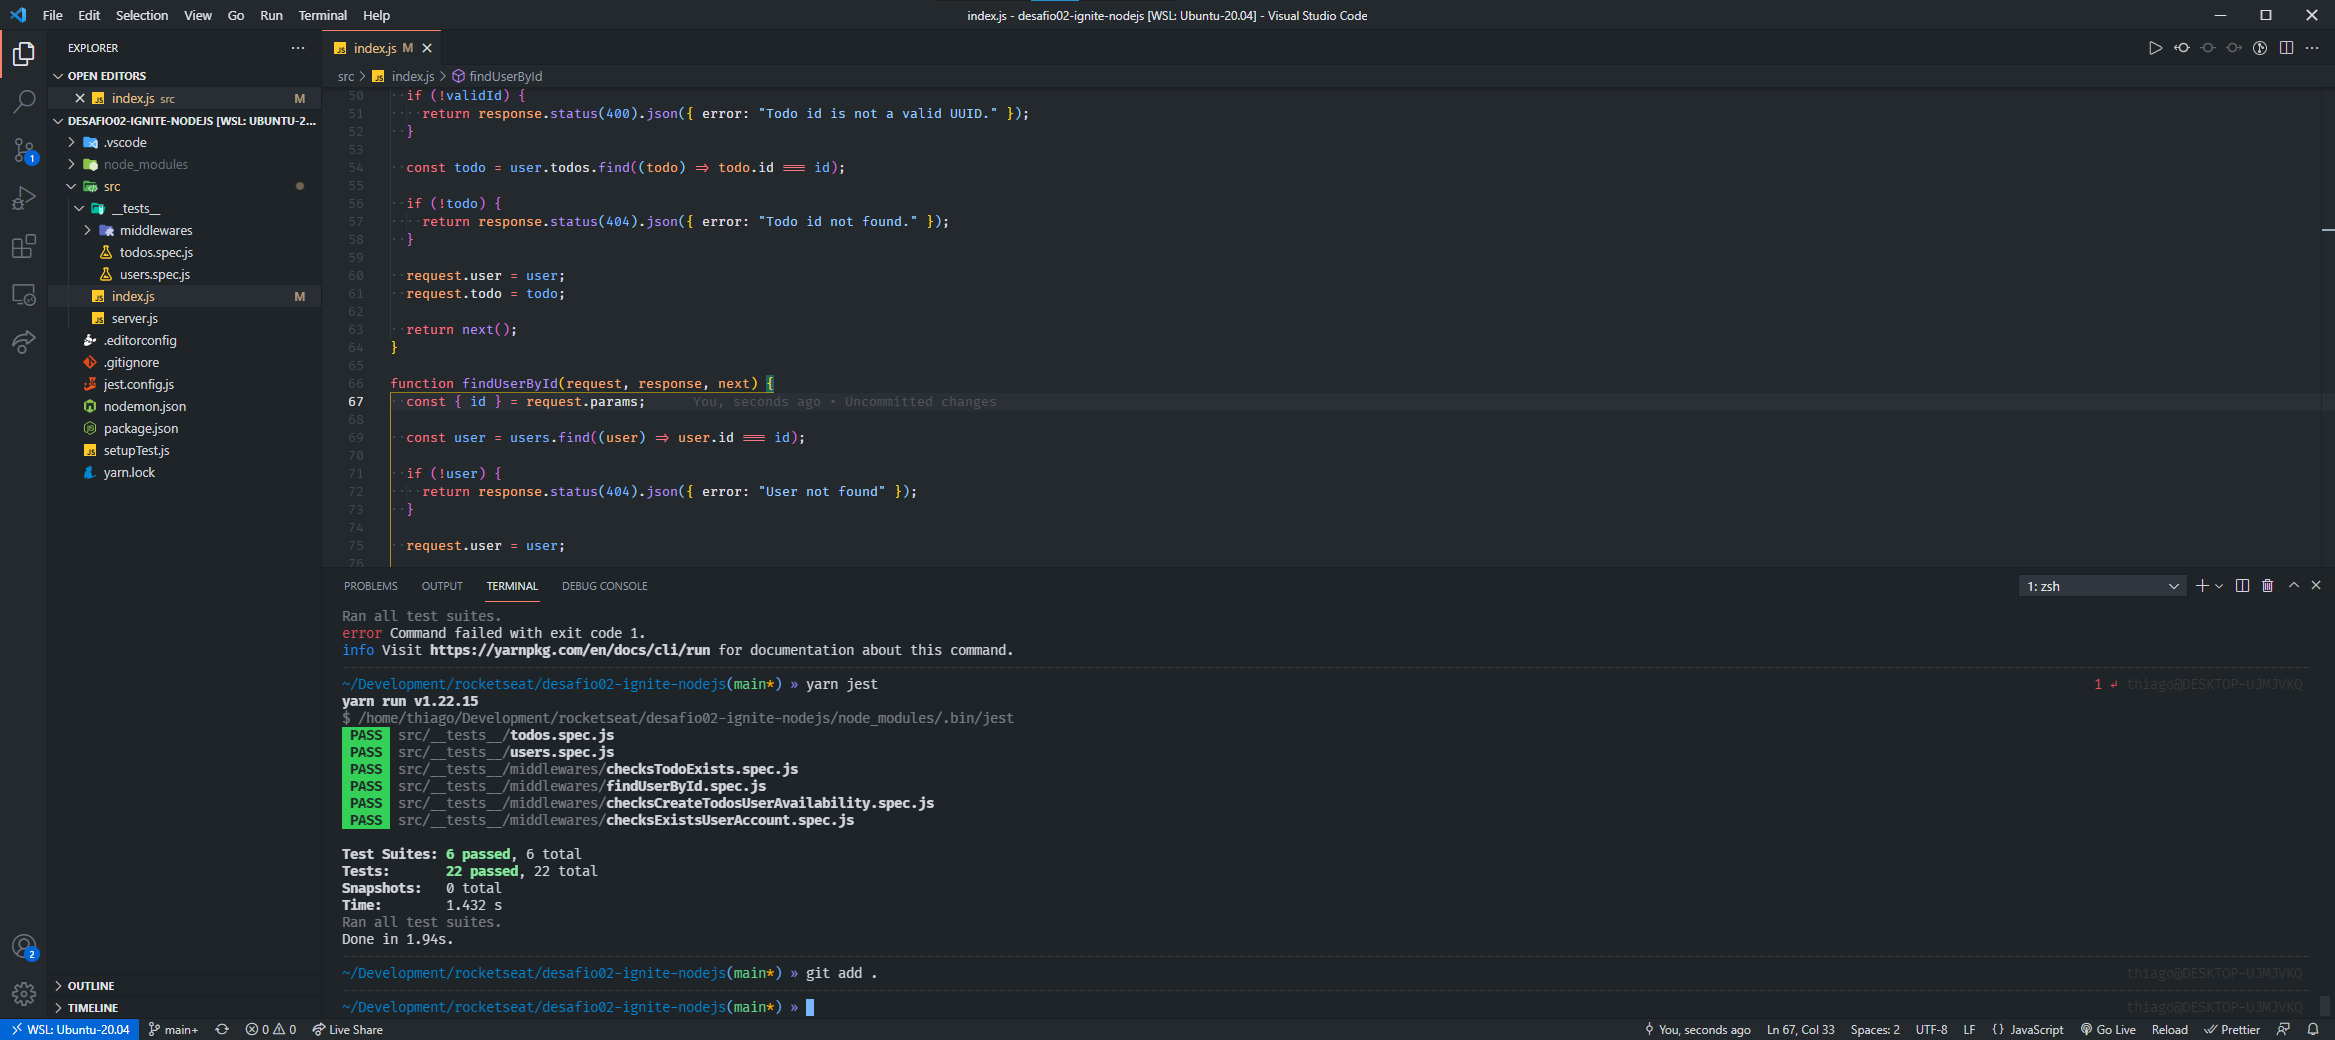 File Edit Selection View Go Run Terminal Help
index.js - desafio02-ignite-nodejs [WSL: Ubuntu-20.04] - Visual Studio Code
EXPLORER
OPEN EDITORS
index.js src M
DESAFIO02-IGNITE-NODEJS [WSL: UBUNTU-2...
.vscode
node_modules
src
__tests__
middlewares
todos.spec.js
users.spec.js
index.js M
server.js
.editorconfig
.gitignore
jest.config.js
nodemon.json
package.json
setupTest.js
yarn.lock
OUTLINE
TIMELINE
1
2
index.js M
src > index.js > findUserById
50 if (!validId) {
51 return response.status(400).json({ error: "Todo id is not a valid UUID." });
52 }
53
54 const todo = user.todos.find((todo) => todo.id === id);
55
56 if (!todo) {
57 return response.status(404).json({ error: "Todo id not found." });
58 }
59
60 request.user = user;
61 request.todo = todo;
62
63 return next();
64 }
65
66 function findUserById(request, response, next) {
67 const { id } = request.params; You, seconds ago • Uncommitted changes
68
69 const user = users.find((user) => user.id === id);
70
71 if (!user) {
72 return response.status(404).json({ error: "User not found" });
73 }
74
75 request.user = user;
76
PROBLEMS OUTPUT TERMINAL DEBUG CONSOLE
1: zsh
Ran all test suites.
error Command failed with exit code 1.
info Visit https://yarnpkg.com/en/docs/cli/run for documentation about this command.
~/Development/rocketseat/desafio02-ignite-nodejs(main*) » yarn jest 1 ↵ thiago@DESKTOP-UJMJVKQ
yarn run v1.22.15
$ /home/thiago/Development/rocketseat/desafio02-ignite-nodejs/node_modules/.bin/jest
PASS src/__tests__/todos.spec.js
PASS src/__tests__/users.spec.js
PASS src/__tests__/middlewares/checksTodoExists.spec.js
PASS src/__tests__/middlewares/findUserById.spec.js
PASS src/__tests__/middlewares/checksCreateTodosUserAvailability.spec.js
PASS src/__tests__/middlewares/checksExistsUserAccount.spec.js
Test Suites: 6 passed, 6 total
Tests: 22 passed, 22 total
Snapshots: 0 total
Time: 1.432 s
Ran all test suites.
Done in 1.94s.
~/Development/rocketseat/desafio02-ignite-nodejs(main*) » git add . thiago@DESKTOP-UJMJVKQ
~/Development/rocketseat/desafio02-ignite-nodejs(main*) » thiago@DESKTOP-UJMJVKQ
WSL: Ubuntu-20.04 main+ 0 0 Live Share You, seconds ago Ln 67, Col 33 Spaces: 2 UTF-8 LF {} JavaScript Go Live Reload Prettier